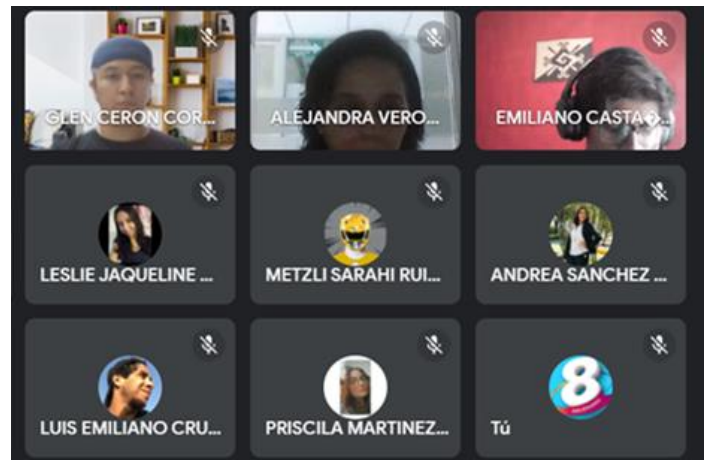 GLEN CERON COR...
ALEJANDRA VERO...
EMILIANO CASTA...
LESLIE JAQUELINE ...
METZLI SARAHI RUI...
ANDREA SANCHEZ ...
LUIS EMILIANO CRU...
PRISCILA MARTINEZ...
Tú
8